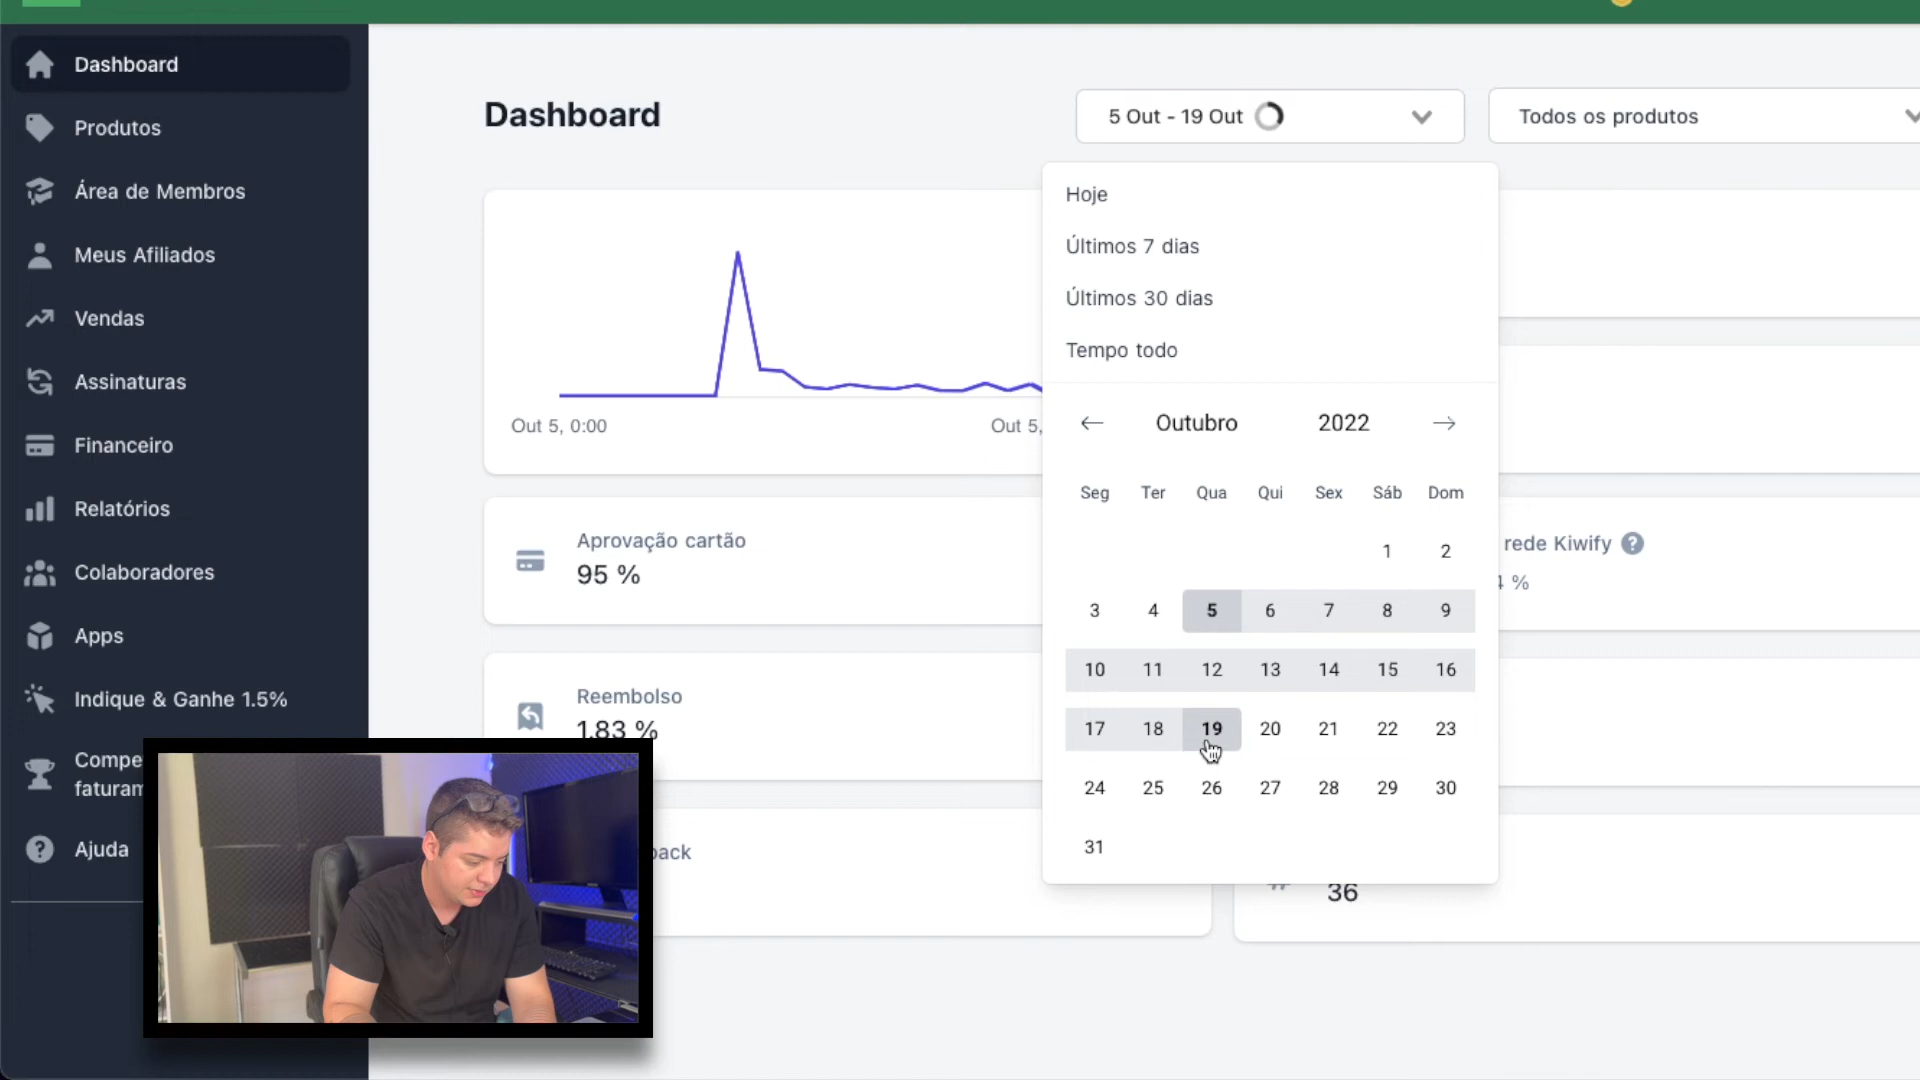 Dashboard
Produtos
Área de Membros
Meus Afiliados
Vendas
Assinaturas
Financeiro
Relatórios
Colaboradores
Apps
Indique & Ganhe 1.5%
Compe
faturam
Ajuda
Dashboard
5 Out - 19 Out
Todos os produtos
Hoje
Últimos 7 dias
Últimos 30 dias
Tempo todo
Outubro 2022
Seg Ter Qua Qui Sex Sáb Dom
1 2
3 4 5 6 7 8 9
10 11 12 13 14 15 16
17 18 19 20 21 22 23
24 25 26 27 28 29 30
31
Out 5, 0:00
Out 5,
Aprovação cartão
95 %
rede Kiwify ?
%
Reembolso
1.83 %
back
36